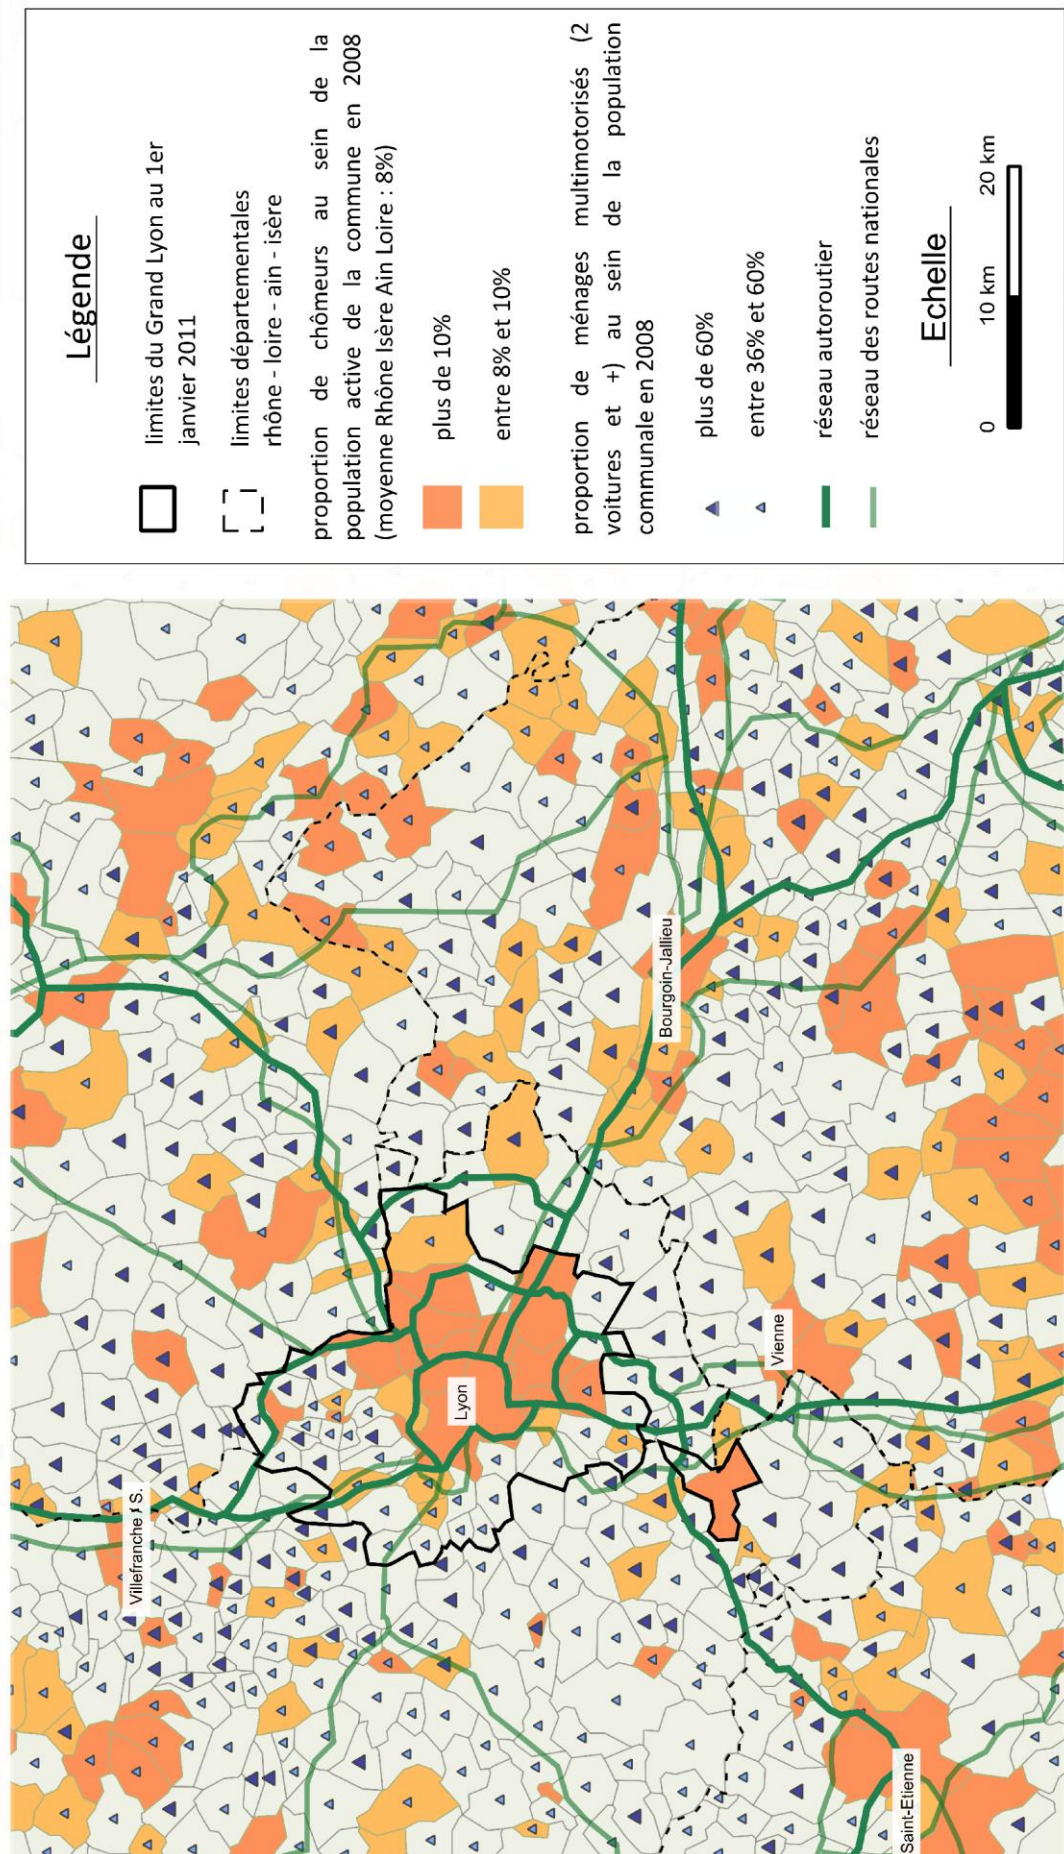 Légende
limites du Grand Lyon au 1er
janvier 2011
limites départementales
rhône - loire - ain - isère
proportion de chômeurs au sein de la
population active de la commune en 2008
(moyenne Rhône Isère Ain Loire : 8%)
plus de 10%
entre 8% et 10%
proportion de ménages multimotorisés (2
voitures et +) au sein de la population
communale en 2008
plus de 60%
entre 36% et 60%
réseau autoroutier
réseau des routes nationales
Echelle
0 10 km 20 km
Villefranche / S.
Lyon
Bourgoin-Jallieu
Vienne
Saint-Etienne